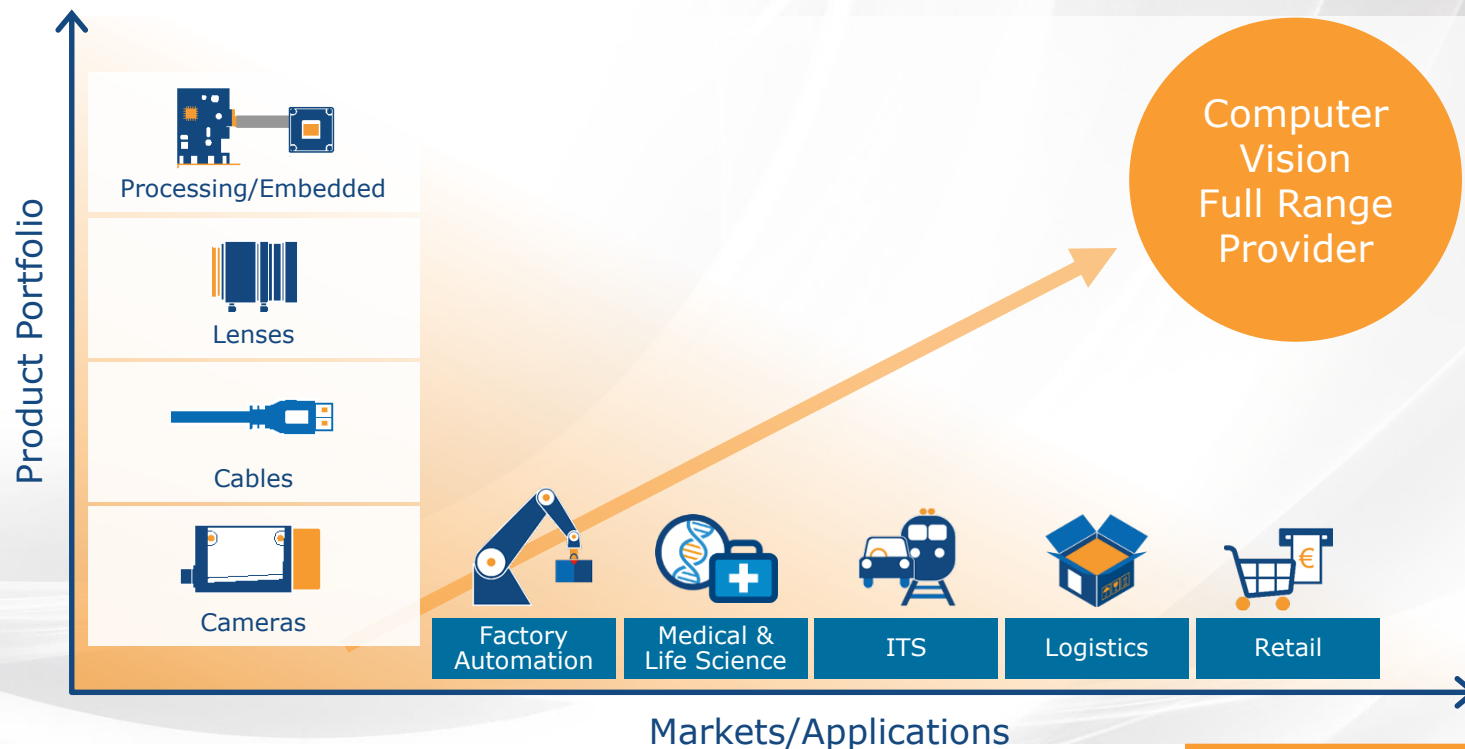 Computer
Vision
Full Range
Provider
Product Portfolio
Processing/Embedded
Lenses
Cables
Cameras
Factory
Automation
Medical &
Life Science
ITS
Logistics
€
Retail
Markets/Applications